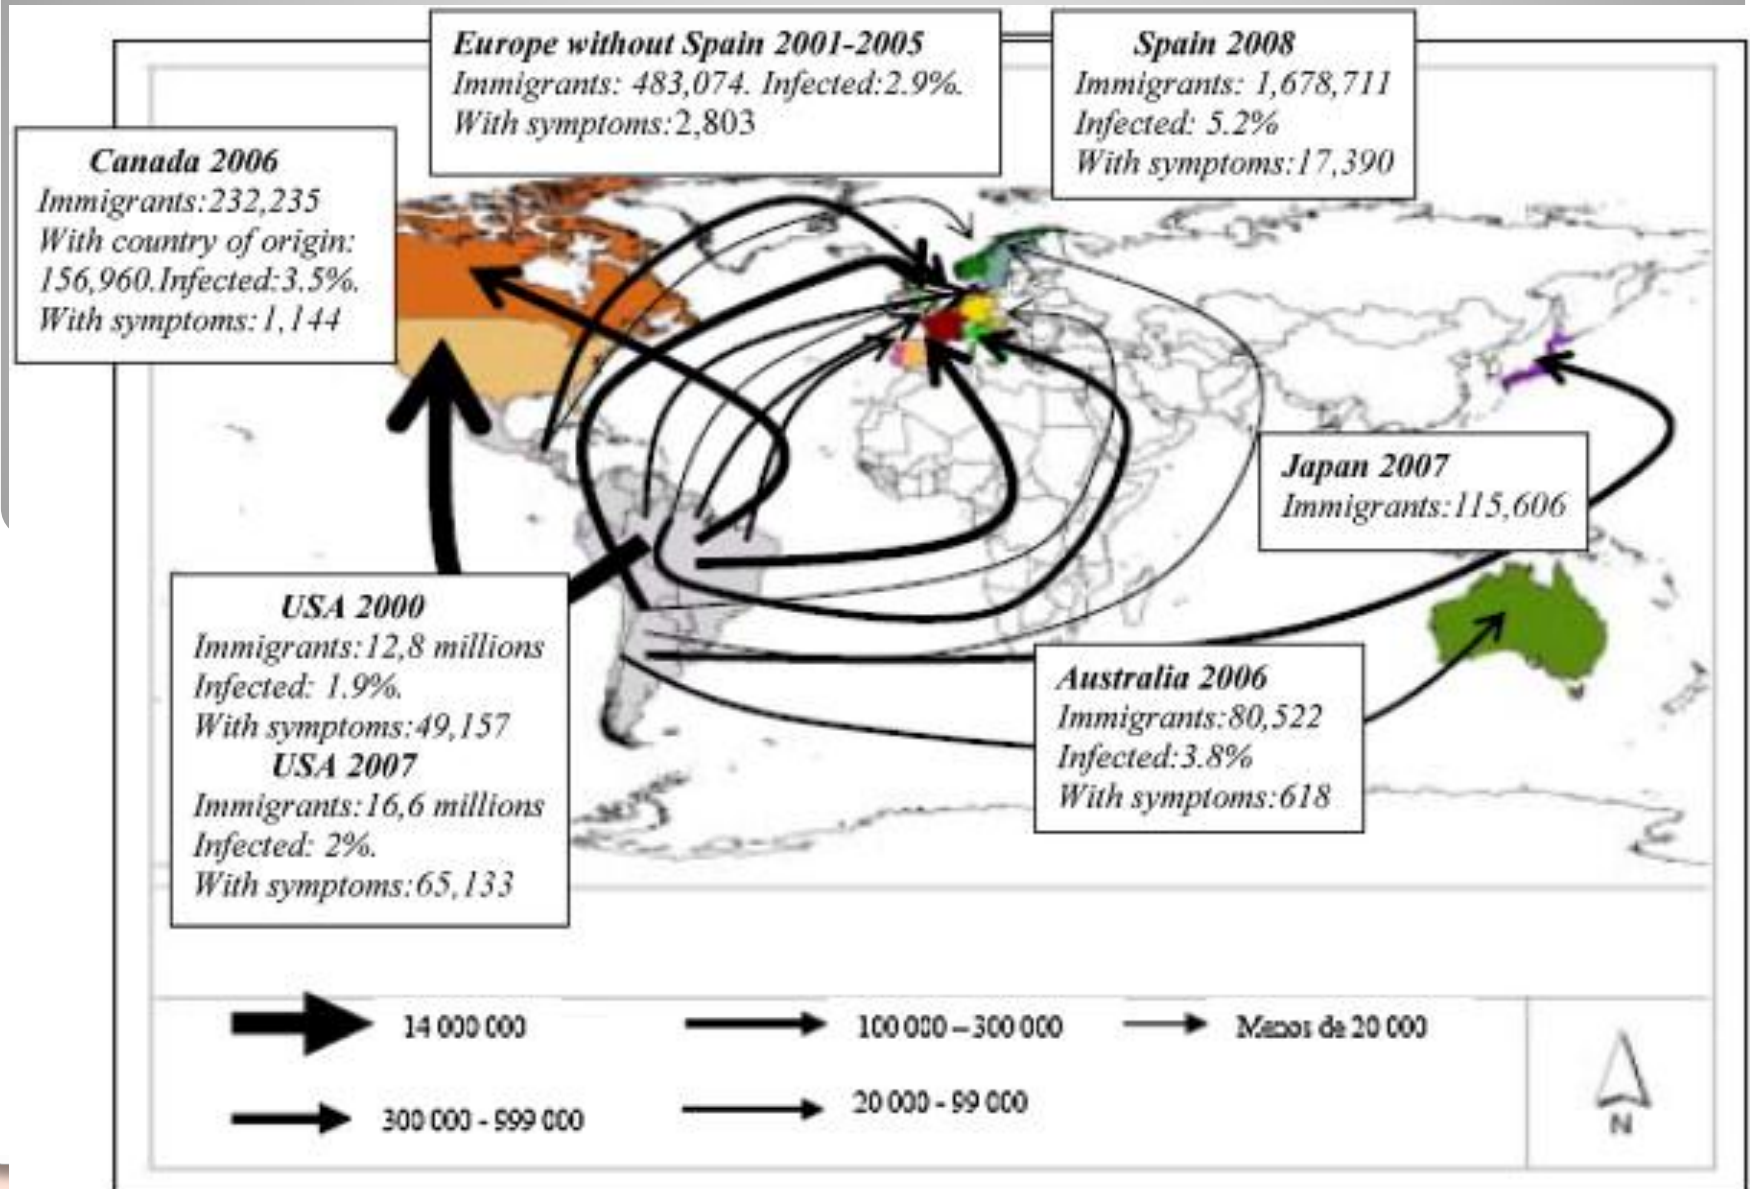 Europe without Spain 2001-2005
Immigrants: 483,074. Infected:2.9%.
With symptoms:2,803
Spain 2008
Immigrants: 1,678,711
Infected: 5.2%
With symptoms:17,390
Canada 2006
Immigrants:232,235
With country of origin:
156,960.Infected:3.5%.
With symptoms:1,144
Japan 2007
Immigrants:115,606
USA 2000
Immigrants:12,8 millions
Infected: 1.9%.
With symptoms:49,157
USA 2007
Immigrants:16,6 millions
Infected: 2%.
With symptoms:65,133
Australia 2006
Immigrants:80,522
Infected:3.8%
With symptoms:618
14 000 000
100 000 – 300 000
Menos de 20 000
300 000 - 999 000
20 000 - 99 000
N